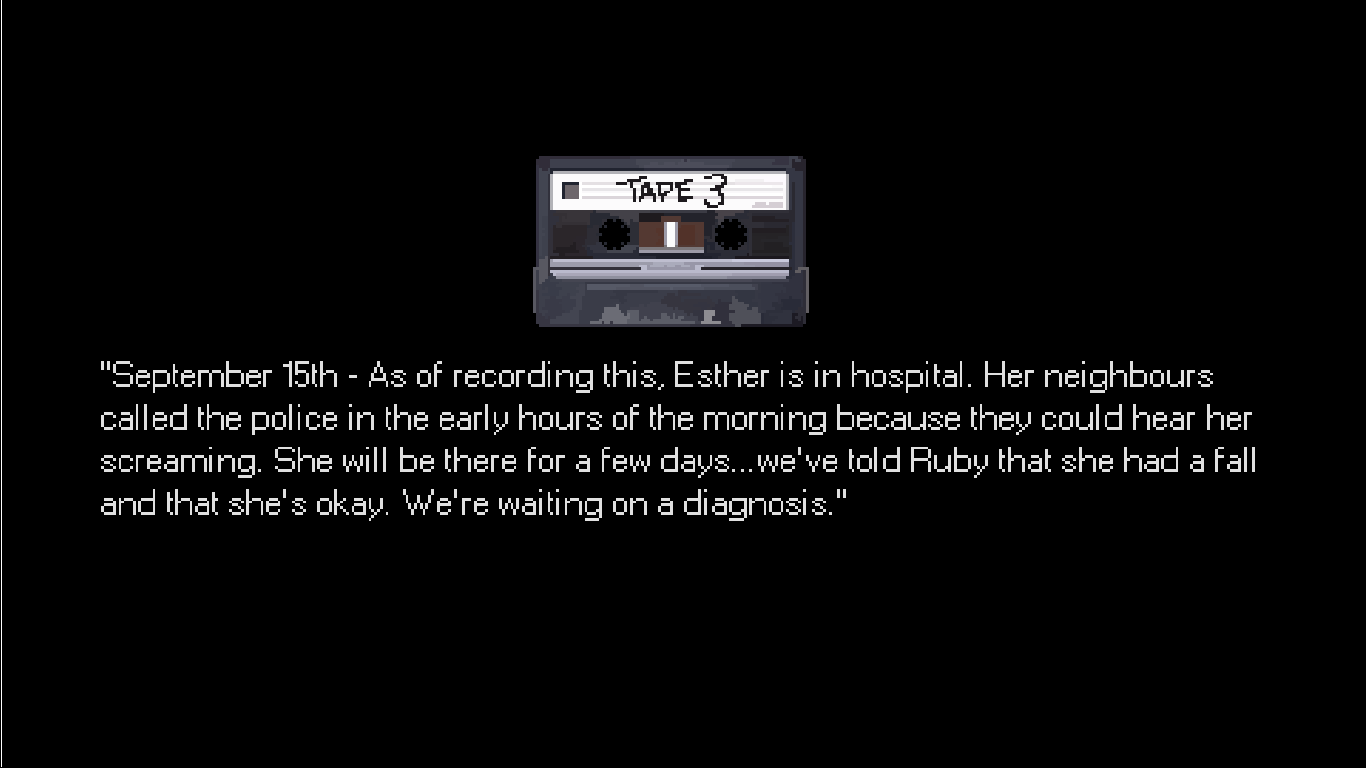 TAPE 3
"September 15th - As of recording this, Esther is in hospital. Her neighbours
called the police in the early hours of the morning because they could hear her
screaming. She will be there for a few days...we've told Ruby that she had a fall
and that she's okay. We're waiting on a diagnosis."